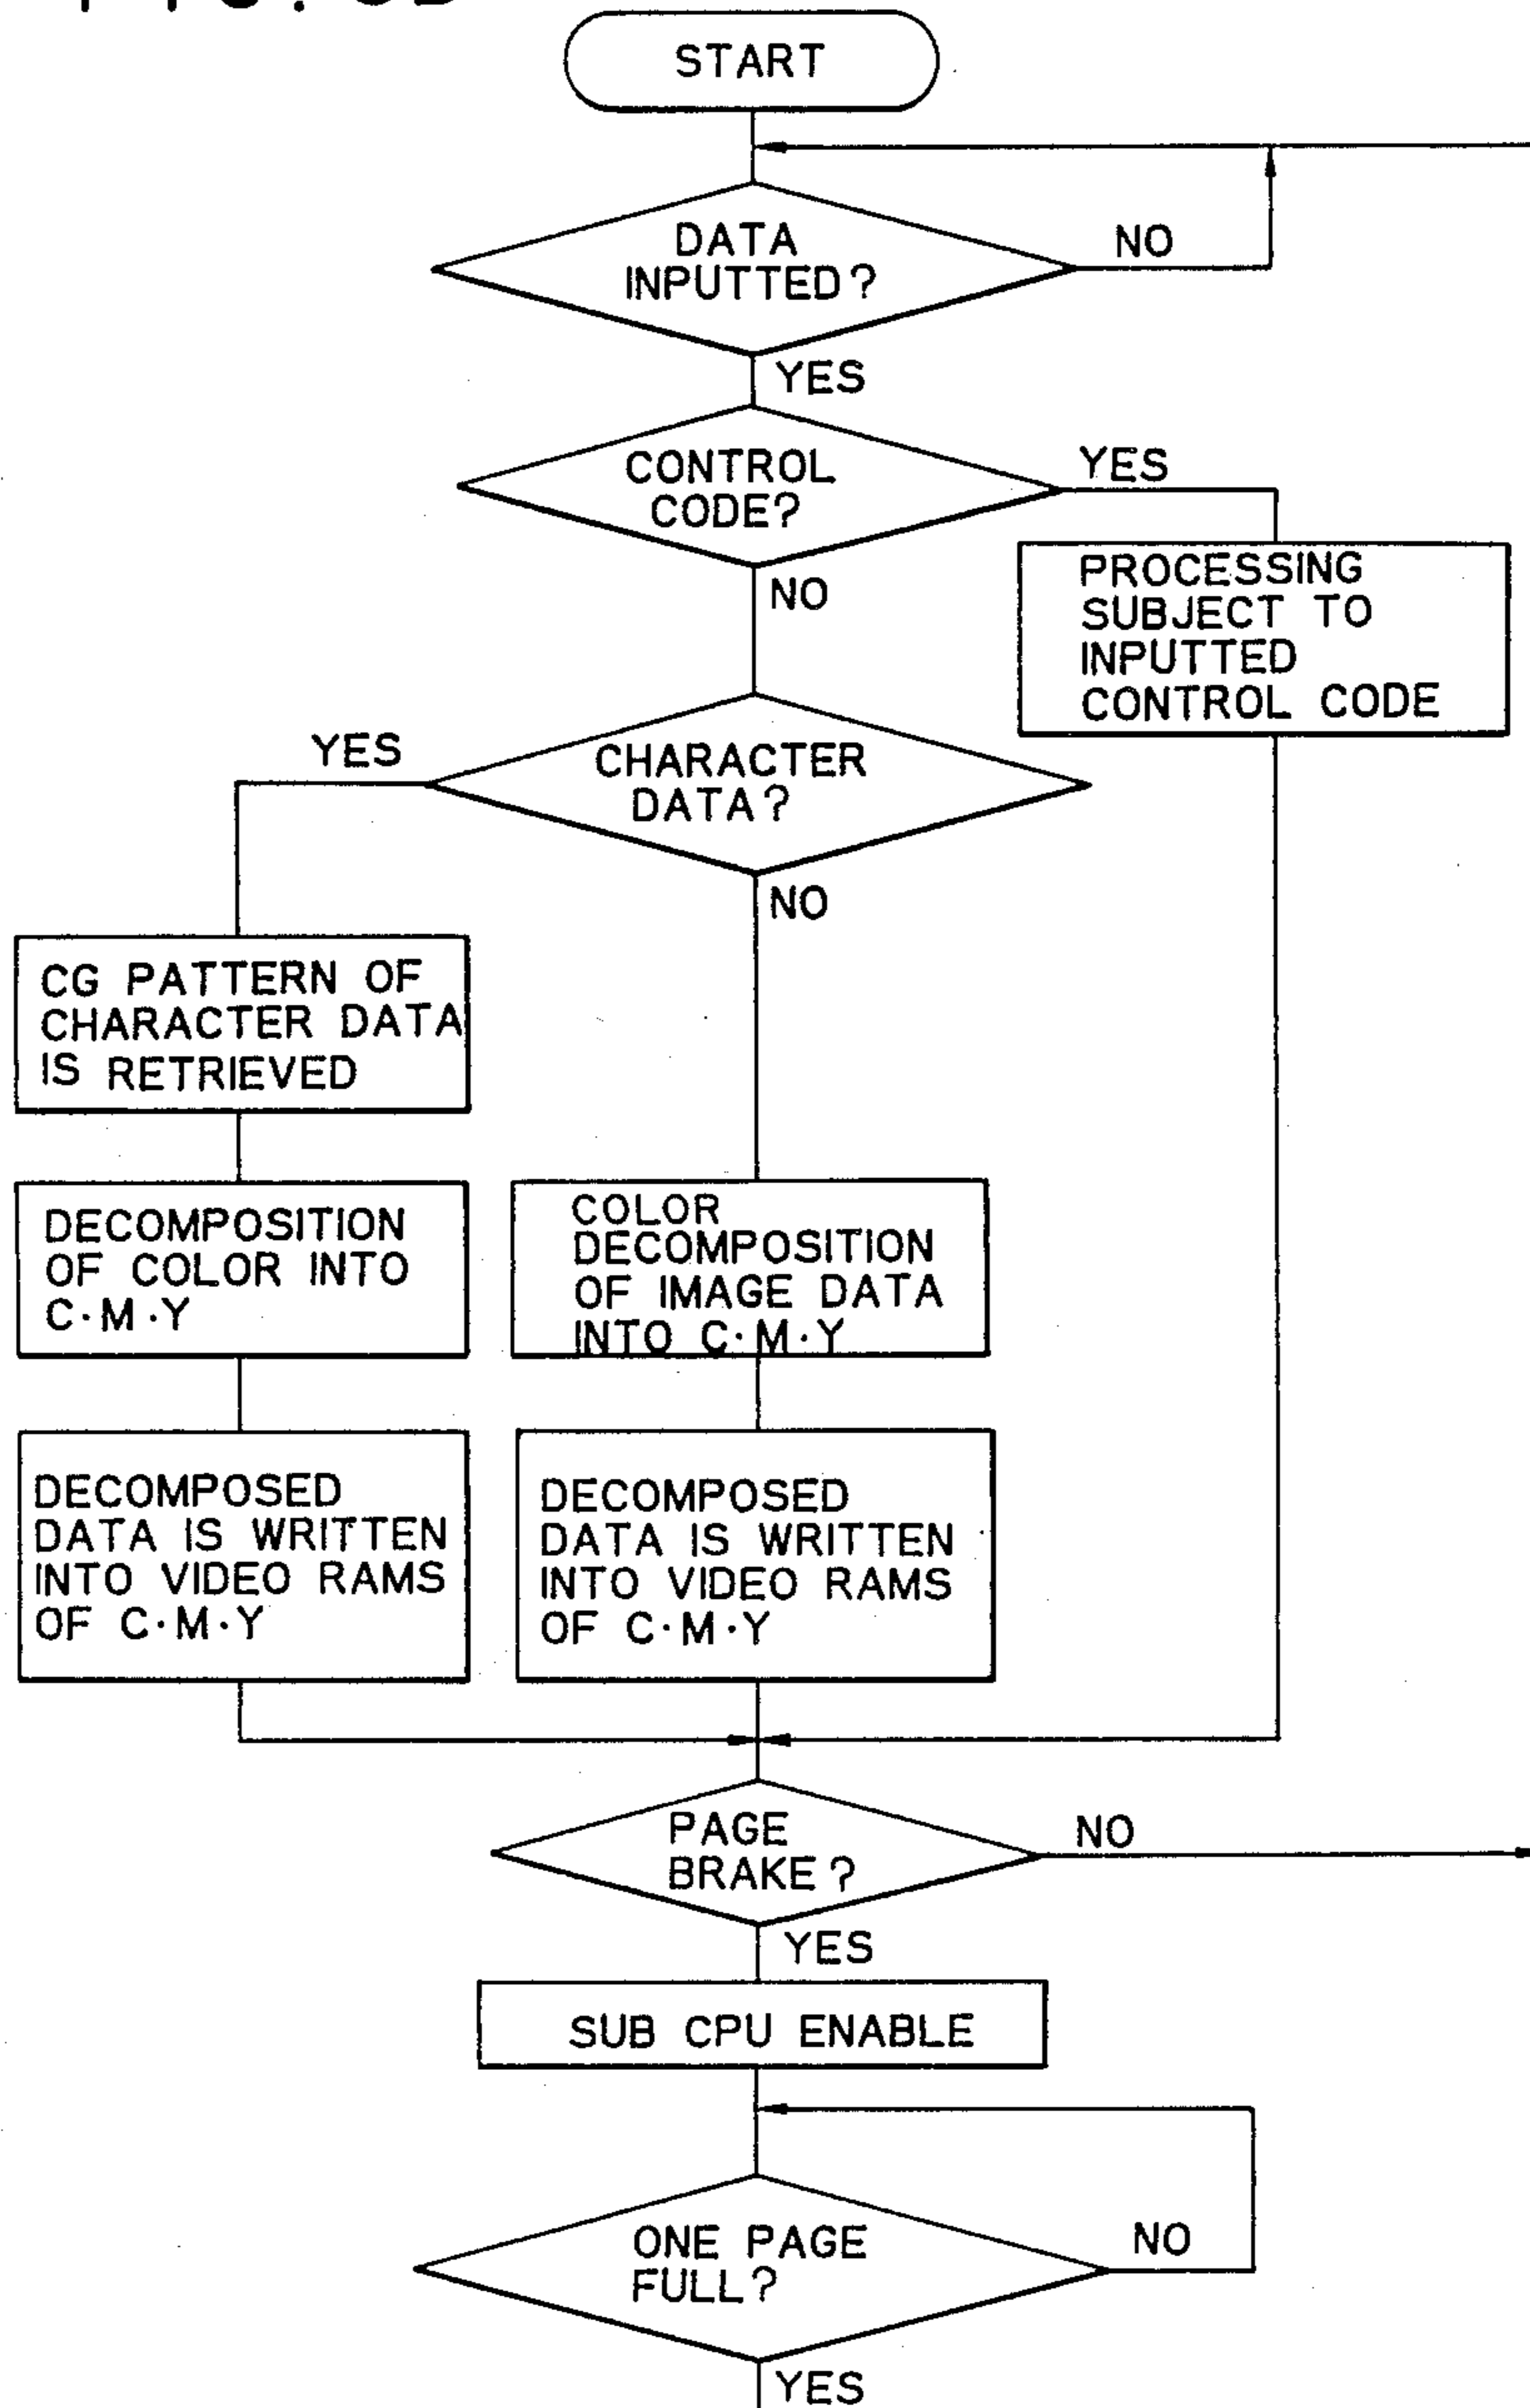 START
DATA
INPUTTED?
NO
YES
CONTROL
CODE?
YES
NO
PROCESSING
SUBJECT TO
INPUTTED
CONTROL CODE
CHARACTER
DATA?
YES
NO
CG PATTERN OF
CHARACTER DATA
IS RETRIEVED
DECOMPOSITION
OF COLOR INTO
C·M·Y
COLOR
DECOMPOSITION
OF IMAGE DATA
INTO C·M·Y
DECOMPOSED
DATA IS WRITTEN
INTO VIDEO RAMS
OF C·M·Y
DECOMPOSED
DATA IS WRITTEN
INTO VIDEO RAMS
OF C·M·Y
PAGE
BRAKE?
NO
YES
SUB CPU ENABLE
ONE PAGE
FULL?
NO
YES